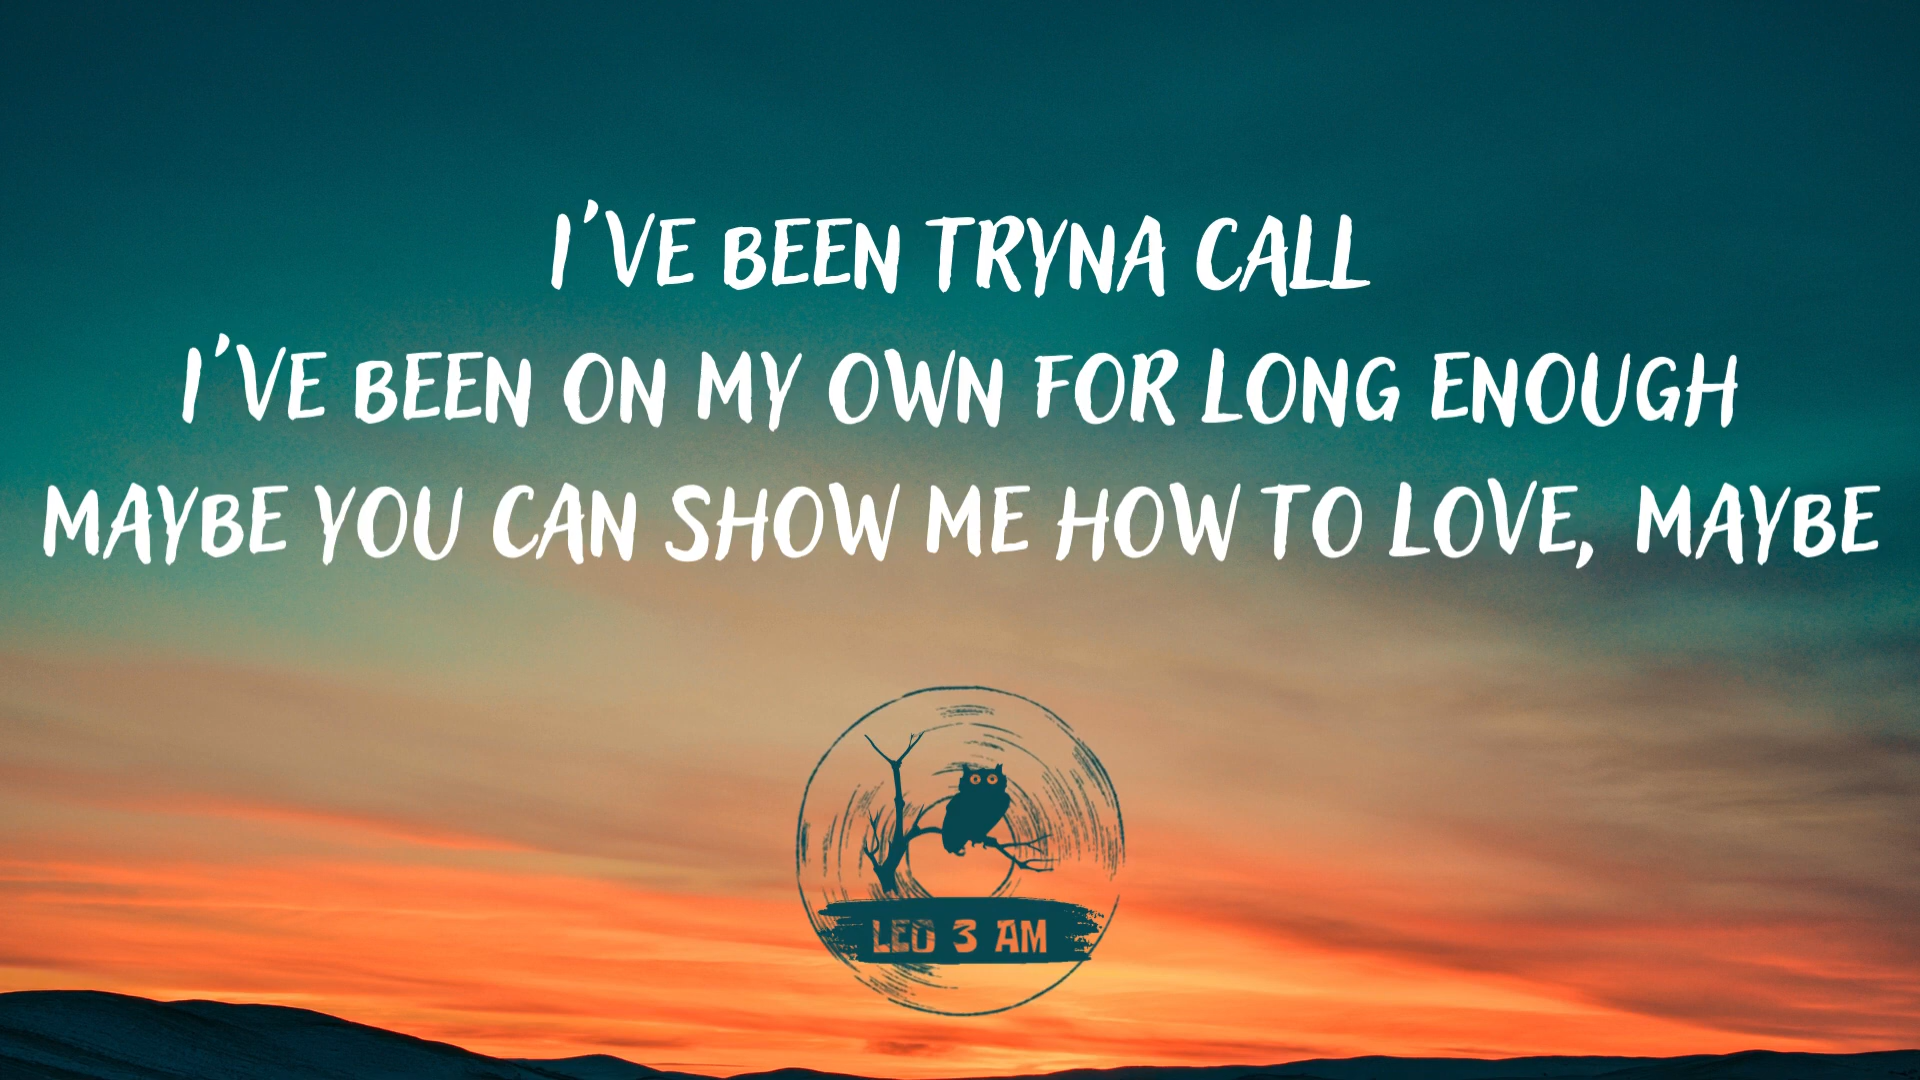 I'VE BEEN TRYNA CALL
I'VE BEEN ON MY OWN FOR LONG ENOUGH
MAYBE YOU CAN SHOW ME HOW TO LOVE, MAYBE
LEO 3 AM